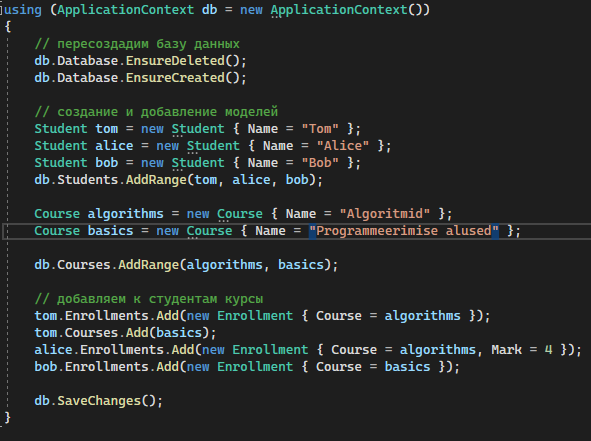 using (ApplicationContext db = new ApplicationContext())
{
    // пересоздадим базу данных
    db.Database.EnsureDeleted();
    db.Database.EnsureCreated();

    // создание и добавление моделей
    Student tom = new Student { Name = "Tom" };
    Student alice = new Student { Name = "Alice" };
    Student bob = new Student { Name = "Bob" };
    db.Students.AddRange(tom, alice, bob);

    Course algorithms = new Course { Name = "Algoritmid" };
    Course basics = new Course { Name = "Programmeerimise alused" };

    db.Courses.AddRange(algorithms, basics);

    // добавляем к студентам курсы
    tom.Enrollments.Add(new Enrollment { Course = algorithms });
    tom.Courses.Add(basics);
    alice.Enrollments.Add(new Enrollment { Course = algorithms, Mark = 4 });
    bob.Enrollments.Add(new Enrollment { Course = basics });

    db.SaveChanges();
}